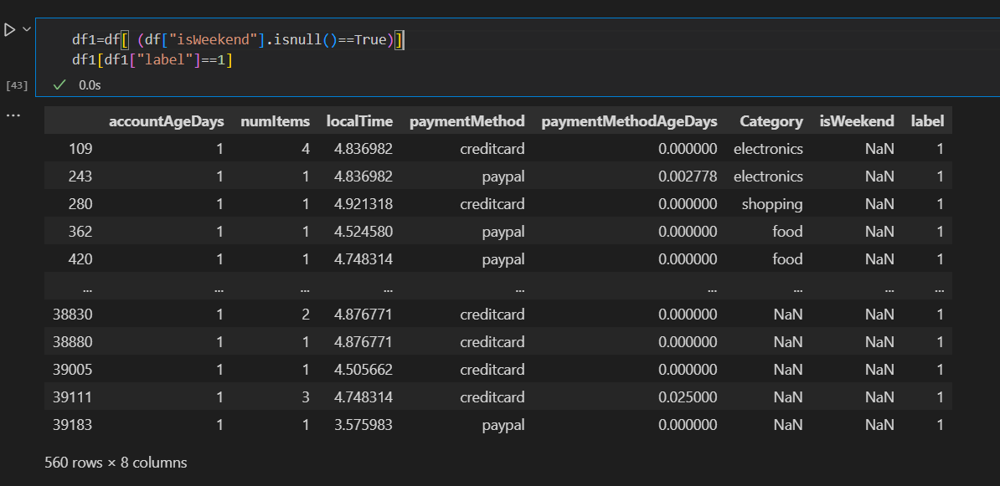 df1=df[ (df["isWeekend"].isnull()==True)]
df1[df1["label"]==1]
[43] 0.0s
...
accountAgeDays numItems localTime paymentMethod paymentMethodAgeDays Category isWeekend label
109 1 4 4.836982 creditcard 0.000000 electronics NaN 1
243 1 1 4.836982 paypal 0.002778 electronics NaN 1
280 1 1 4.921318 creditcard 0.000000 shopping NaN 1
362 1 1 4.524580 paypal 0.000000 food NaN 1
420 1 1 4.748314 paypal 0.000000 food NaN 1
... ... ... ... ... ... ... ... ...
38830 1 2 4.876771 creditcard 0.000000 NaN NaN 1
38880 1 1 4.876771 creditcard 0.000000 NaN NaN 1
39005 1 1 4.505662 creditcard 0.000000 NaN NaN 1
39111 1 3 4.748314 creditcard 0.025000 NaN NaN 1
39183 1 1 3.575983 paypal 0.000000 NaN NaN 1
560 rows × 8 columns